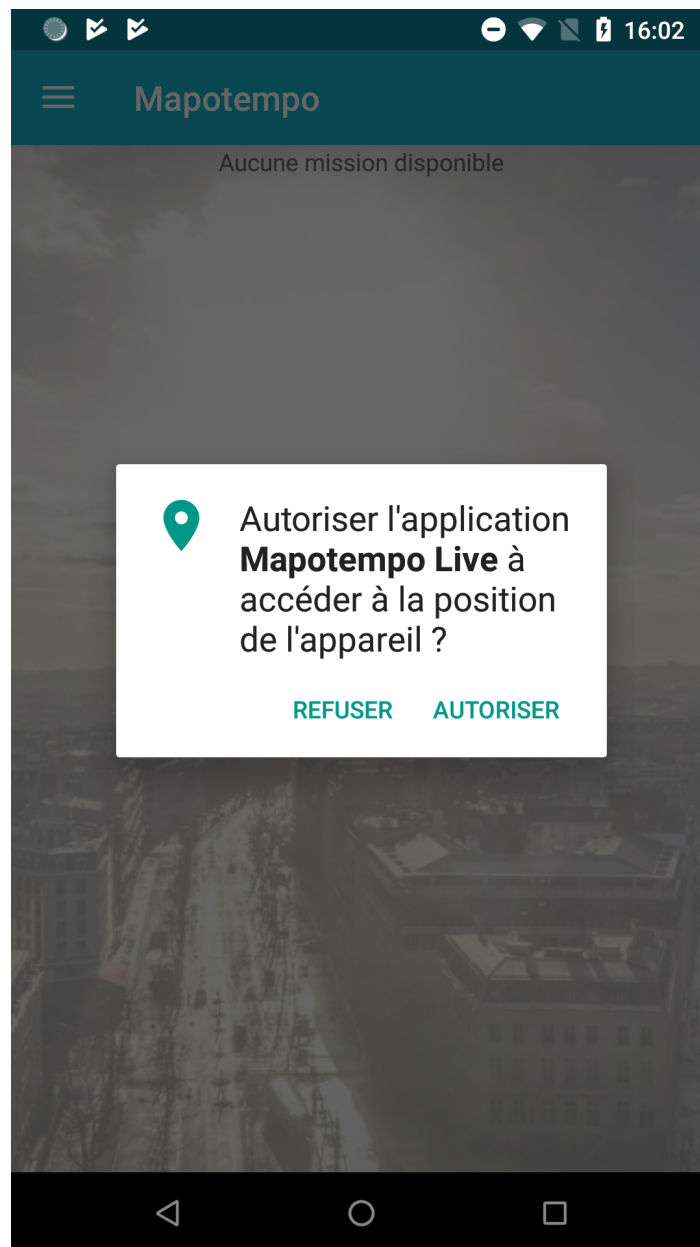 16:02
Mapotempo
Aucune mission disponible
Autoriser l'application
Mapotempo Live à
accéder à la position
de l'appareil ?
REFUSER AUTORISER